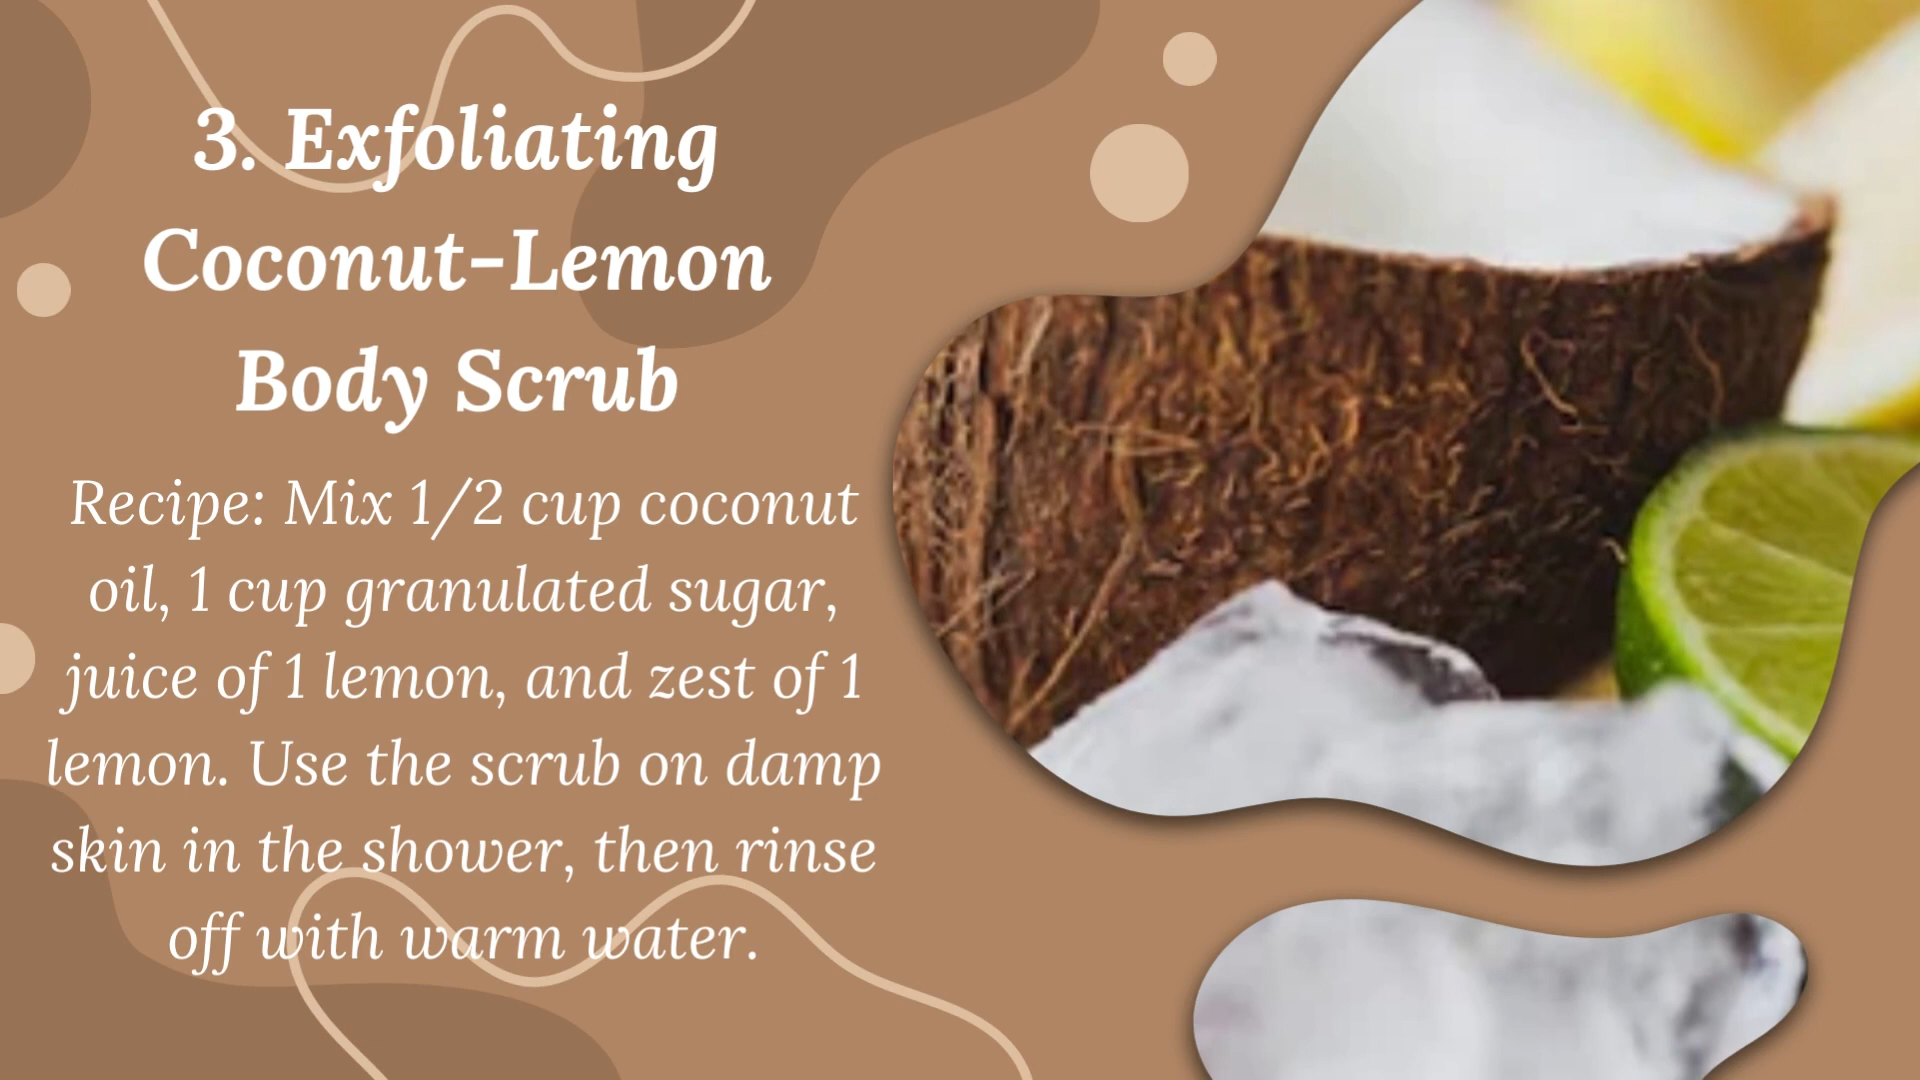 3. Exfoliating
Coconut-Lemon
Body Scrub
Recipe: Mix 1/2 cup coconut
oil, 1 cup granulated sugar,
juice of 1 lemon, and zest of 1
lemon. Use the scrub on damp
skin in the shower, then rinse
off with warm water.